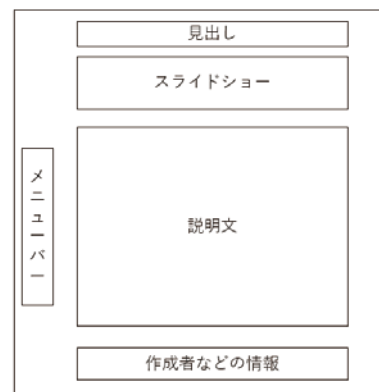 見出し
スライドショー
メニューバー
説明文
作成者などの情報